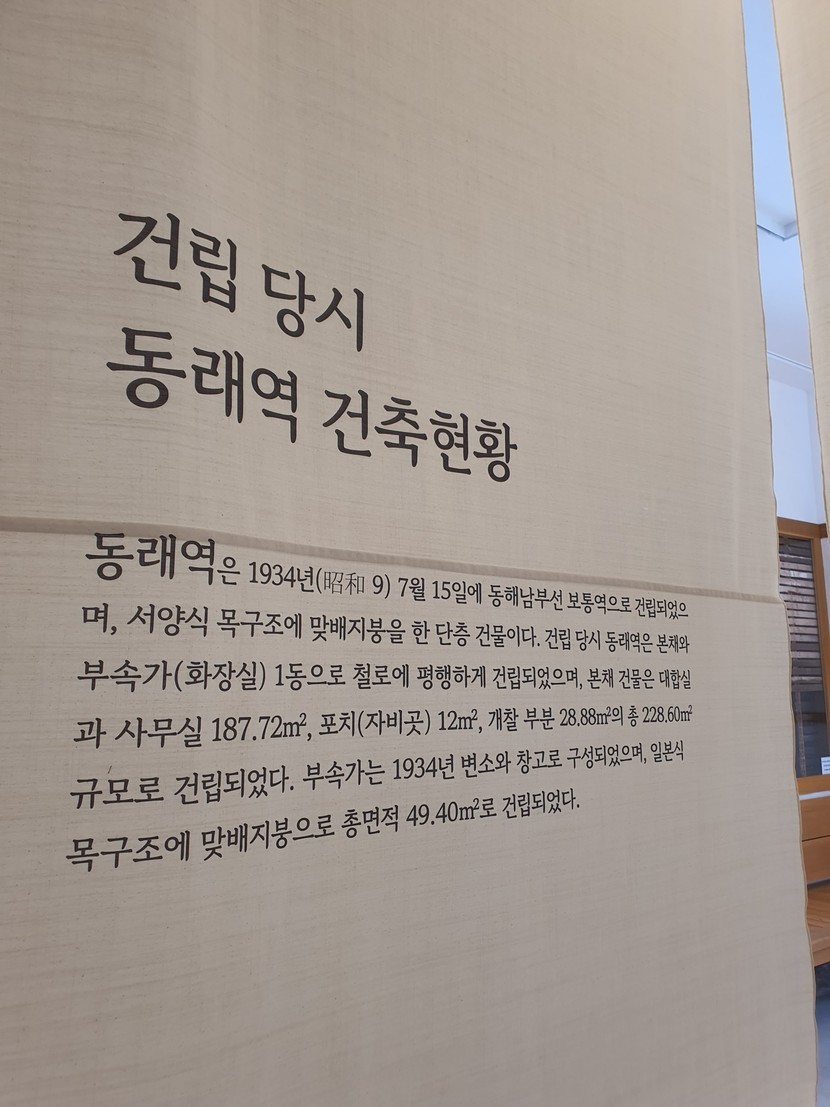 건립 당시
동래역 건축현황
동래역은 1934년(昭和 9) 7월 15일에 동해남부선 보통역으로 건립되었으
며, 서양식 목구조에 맞배지붕을 한 단층 건물이다. 건립 당시 동래역은 본채와
부속가(화장실) 1동으로 철로에 평행하게 건립되었으며, 본채 건물은 대합실
과 사무실 187.72㎡, 포치(자비곳) 12㎡, 개찰 부분 28.88㎡의 총 228.60㎡
규모로 건립되었다. 부속가는 1934년 변소와 창고로 구성되었으며, 일본식
목구조에 맞배지붕으로 총면적 49.40㎡로 건립되었다.